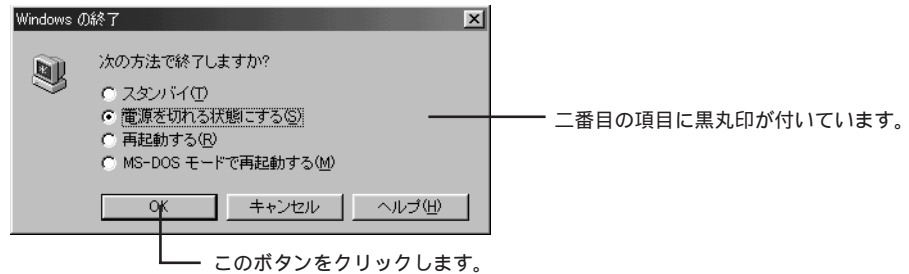 Windows の終了
次の方法で終了しますか?
スタンバイ(T)
電源を切れる状態にする(S)
二番目の項目に黒丸印が付いています。
再起動する(R)
MS-DOS モードで再起動する(M)
OK キャンセル ヘルプ(H)
このボタンをクリックします。